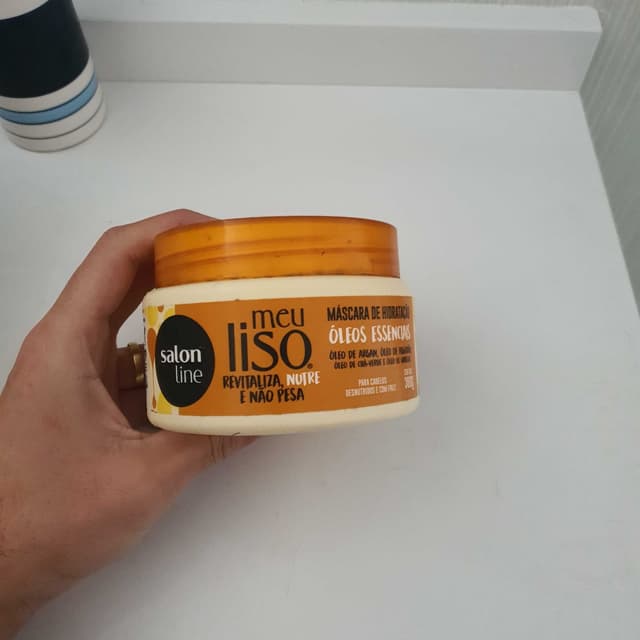 salon
line
meu
liso
REVITALIZA, NUTRE
E NÃO PESA
MÁSCARA DE HIDRATAÇÃO
ÓLEOS ESSENCIAIS
ÓLEO DE ARGAN, ÓLEO DE
ÓLEO DE CHÁ-VERDE E ÓLEO DE
PARA CABELOS
DESNUTRIDOS E COM FRIZZ
300g